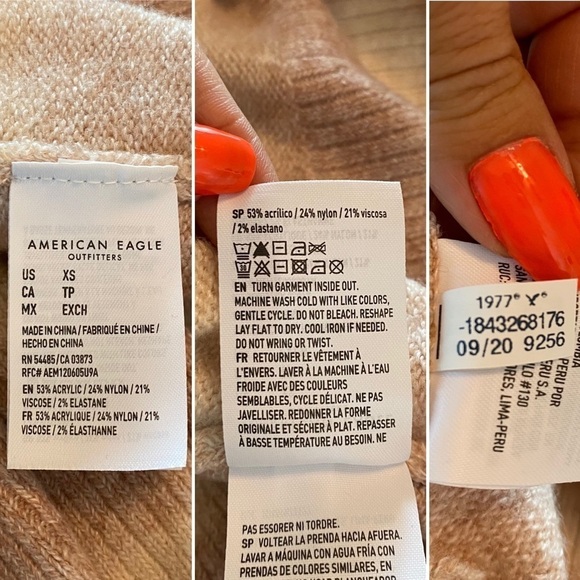 AMERICAN EAGLE
OUTFITTERS
US XS
CA TP
MX EXCH
MADE IN CHINA / FABRIQUÉ EN CHINE /
HECHO EN CHINA
RN 54485/CA 03873
RFC# AEM120605U9A
EN 53% ACRYLIC / 24% NYLON / 21%
VISCOSE / 2% ELASTANE
FR 53% ACRYLIQUE / 24% NYLON / 21%
VISCOSE / 2% ÉLASTHANNE
SP 53% acrílico / 24% nylon / 21% viscosa
/ 2% elastano
EN TURN GARMENT INSIDE OUT.
MACHINE WASH COLD WITH LIKE COLORS,
GENTLE CYCLE. DO NOT BLEACH. RESHAPE
LAY FLAT TO DRY. COOL IRON IF NEEDED.
DO NOT WRING OR TWIST.
FR RETOURNER LE VÊTEMENT À
L'ENVERS. LAVER À LA MACHINE À L'EAU
FROIDE AVEC DES COULEURS
SEMBLABLES, CYCLE DÉLICAT. NE PAS
JAVELLISER. REDONNER LA FORME
ORIGINALE ET SÉCHER À PLAT. REPASSER
À BASSE TEMPÉRATURE AU BESOIN. NE
PAS ESSORER NI TORDRE.
SP VOLTEAR LA PRENDA HACIA AFUERA.
LAVAR A MÁQUINA CON AGUA FRÍA CON
PRENDAS DE COLORES SIMILARES, EN
1977
-1843268176
09/20 9256
PERU POR
PERU S.A.
#130
LIMA-PERU